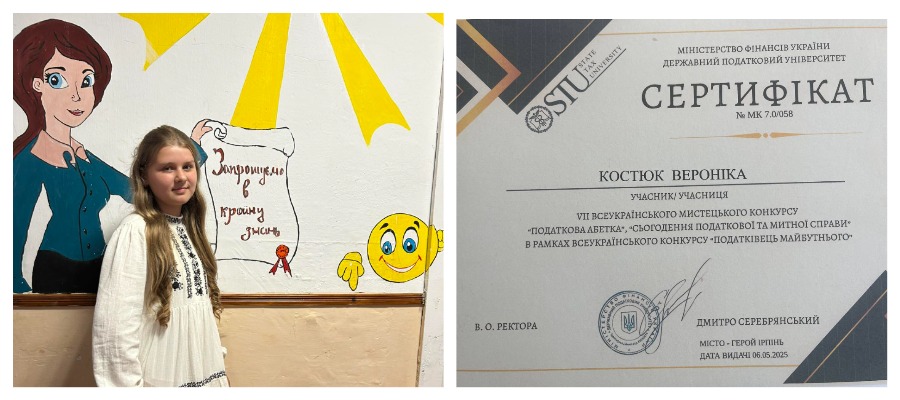 Запрошуємо
в
країну
знань
STU
STATE
TAX
UNIVERSITY
МІНІСТЕРСТВО ФІНАНСІВ УКРАЇНИ
ДЕРЖАВНИЙ ПОДАТКОВИЙ УНІВЕРСИТЕТ
СЕРТИФІКАТ
№ МК 7.0/058
КОСТЮК ВЕРОНІКА
УЧАСНИК/ УЧАСНИЦЯ
VII ВСЕУКРАЇНСЬКОГО МИСТЕЦЬКОГО КОНКУРСУ
"ПОДАТКОВА АБЕТКА", "СЬОГОДЕННЯ ПОДАТКОВОЇ ТА МИТНОЇ СПРАВИ"
В РАМКАХ ВСЕУКРАЇНСЬКОГО КОНКУРСУ "ПОДАТКІВЕЦЬ МАЙБУТНЬОГО"
В. О. РЕКТОРА
ДМИТРО СЕРЕБРЯНСЬКИЙ
МІСТО - ГЕРОЙ ІРПІНЬ
ДАТА ВИДАЧІ 06.05.2025